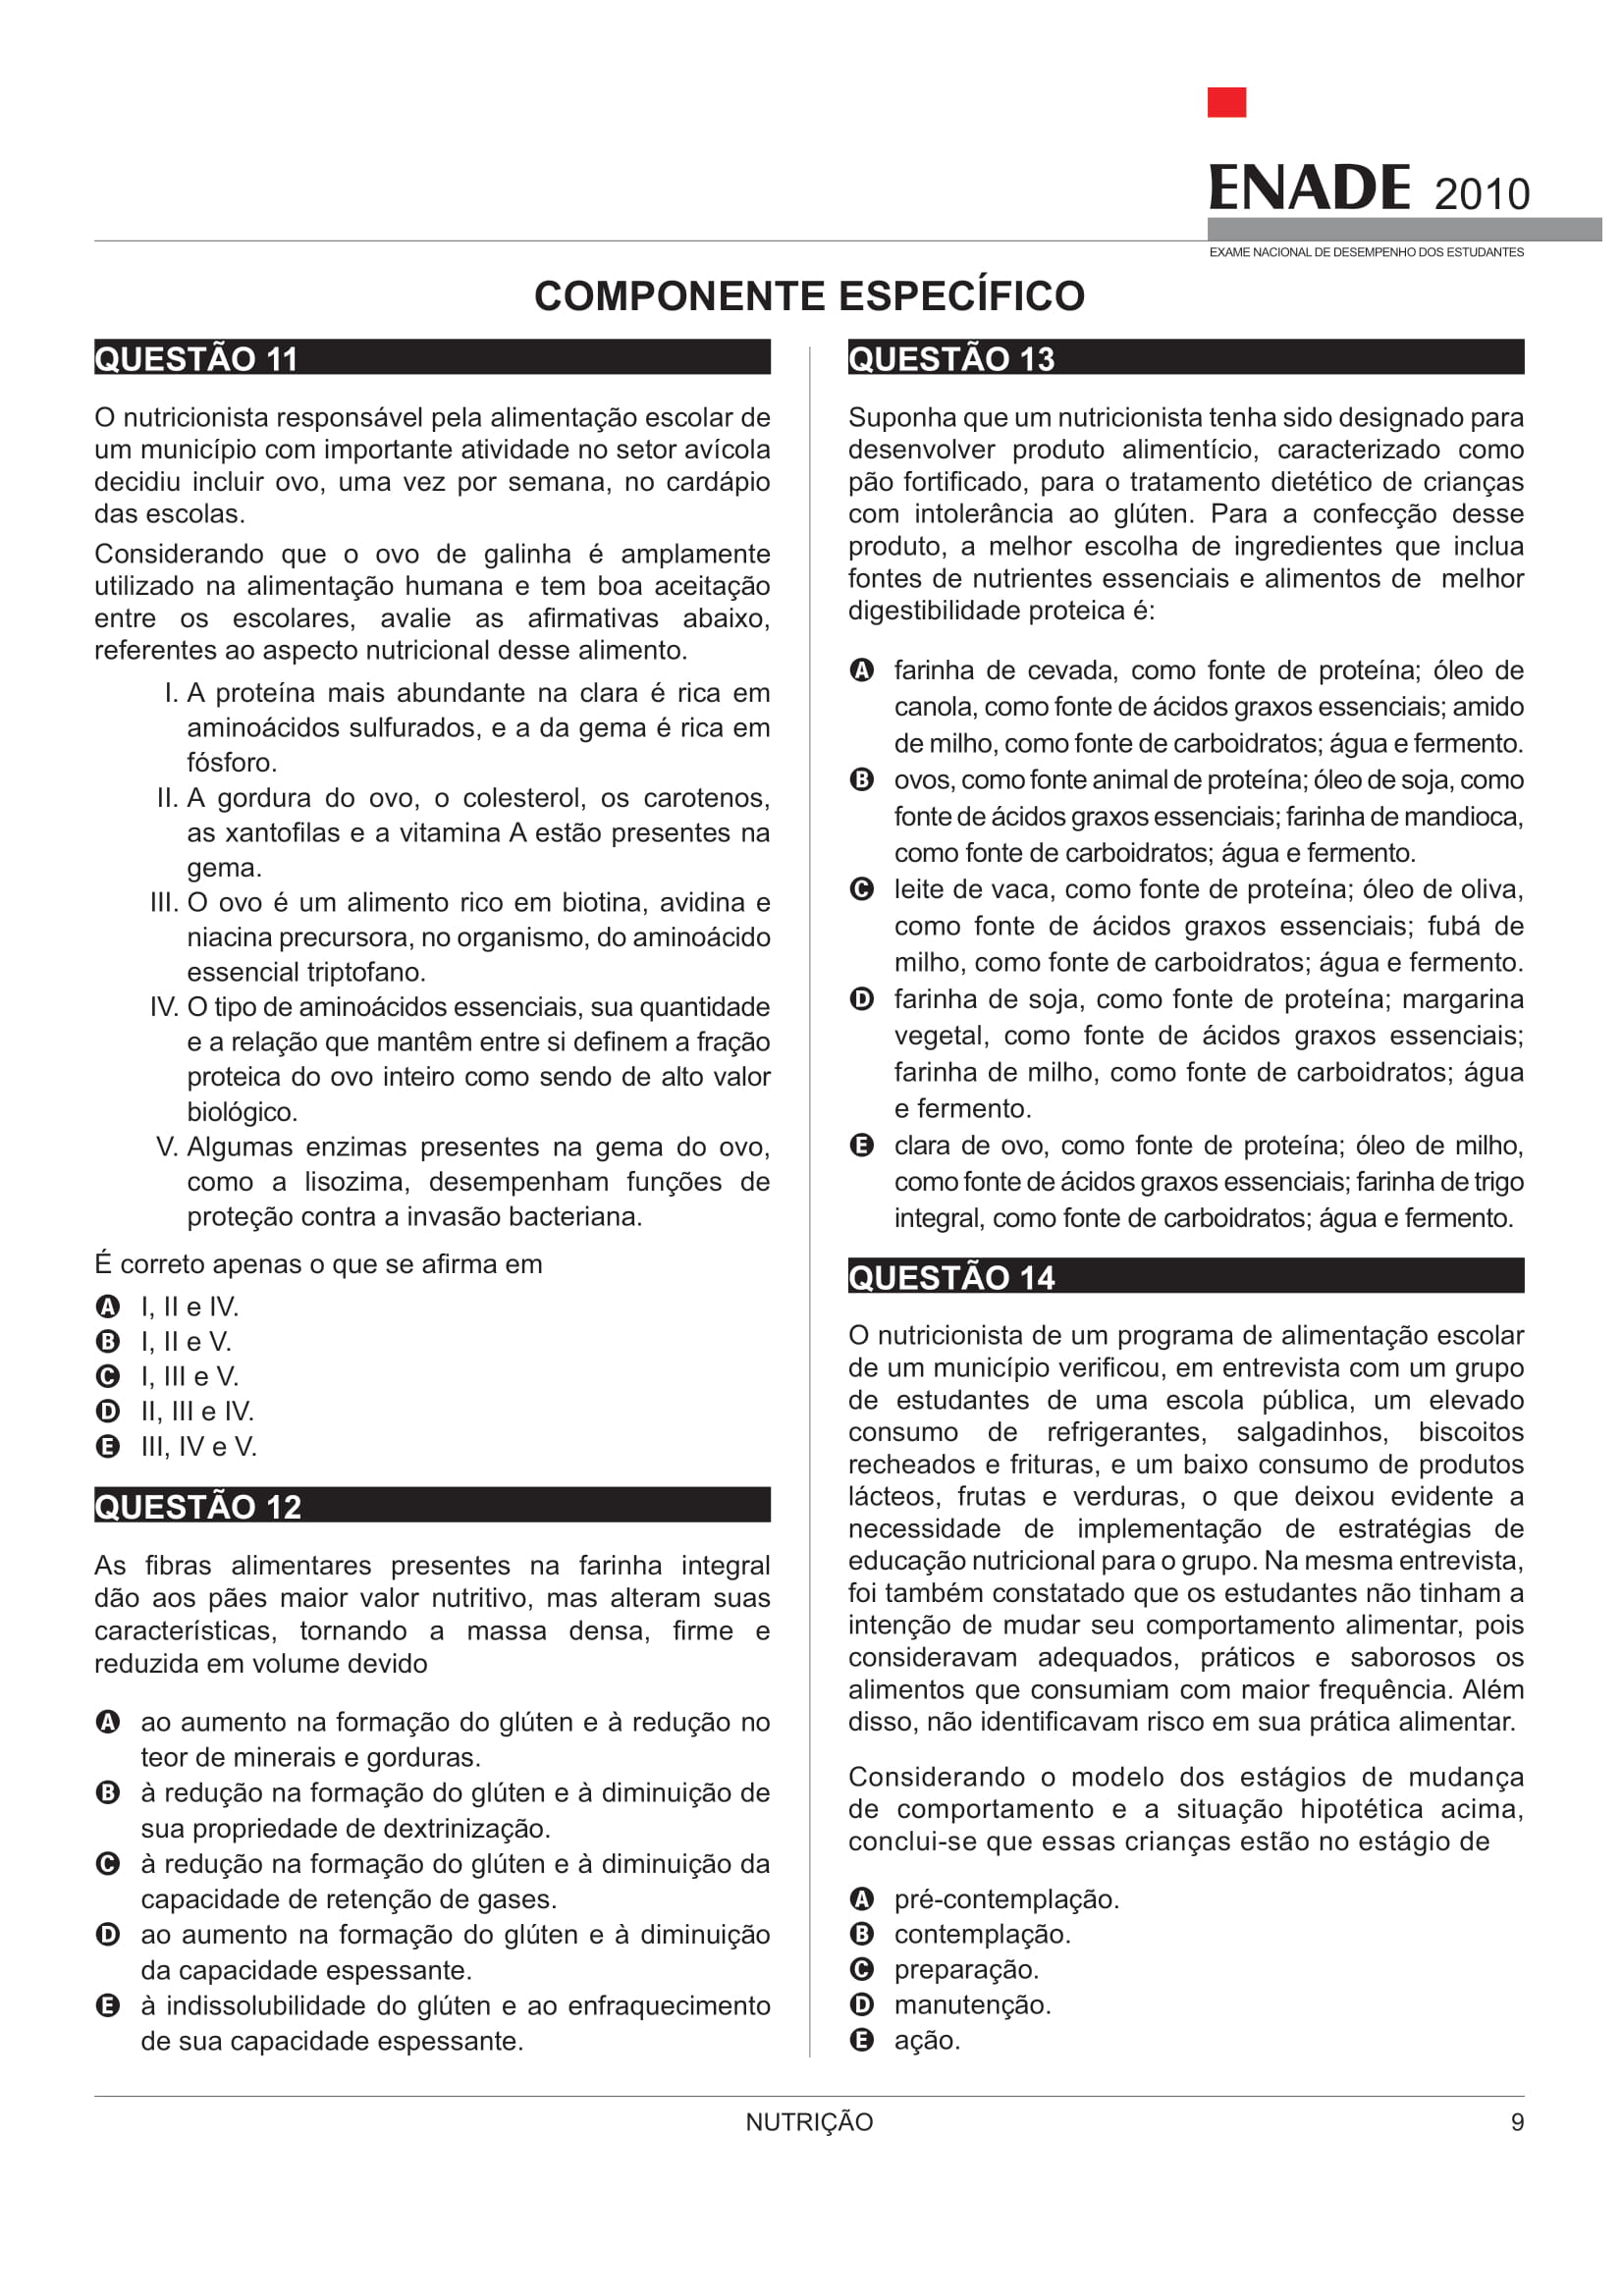 ENADE 2010
EXAME NACIONAL DE DESEMPENHO DOS ESTUDANTES
COMPONENTE ESPECÍFICO
QUESTÃO 11
O nutricionista responsável pela alimentação escolar de
um município com importante atividade no setor avícola
decidiu incluir ovo, uma vez por semana, no cardápio
das escolas.
Considerando que o ovo de galinha é amplamente
utilizado na alimentação humana e tem boa aceitação
entre os escolares, avalie as afirmativas abaixo,
referentes ao aspecto nutricional desse alimento.
I. A proteína mais abundante na clara é rica em
aminoácidos sulfurados, e a da gema é rica em
fósforo.
II. A gordura do ovo, o colesterol, os carotenos,
as xantofilas e a vitamina A estão presentes na
gema.
III. O ovo é um alimento rico em biotina, avidina e
niacina precursora, no organismo, do aminoácido
essencial triptofano.
IV. O tipo de aminoácidos essenciais, sua quantidade
e a relação que mantêm entre si definem a fração
proteica do ovo inteiro como sendo de alto valor
biológico.
V. Algumas enzimas presentes na gema do ovo,
como a lisozima, desempenham funções de
proteção contra a invasão bacteriana.
É correto apenas o que se afirma em
A I, II e IV.
B I, II e V.
C I, III e V.
D II, III e IV.
E III, IV e V.
QUESTÃO 12
As fibras alimentares presentes na farinha integral
dão aos pães maior valor nutritivo, mas alteram suas
características, tornando a massa densa, firme e
reduzida em volume devido
A ao aumento na formação do glúten e à redução no
teor de minerais e gorduras.
B à redução na formação do glúten e à diminuição de
sua propriedade de dextrinização.
C à redução na formação do glúten e à diminuição da
capacidade de retenção de gases.
D ao aumento na formação do glúten e à diminuição
da capacidade espessante.
E à indissolubilidade do glúten e ao enfraquecimento
de sua capacidade espessante.
QUESTÃO 13
Suponha que um nutricionista tenha sido designado para
desenvolver produto alimentício, caracterizado como
pão fortificado, para o tratamento dietético de crianças
com intolerância ao glúten. Para a confecção desse
produto, a melhor escolha de ingredientes que inclua
fontes de nutrientes essenciais e alimentos de melhor
digestibilidade proteica é:
A farinha de cevada, como fonte de proteína; óleo de
canola, como fonte de ácidos graxos essenciais; amido
de milho, como fonte de carboidratos; água e fermento.
B ovos, como fonte animal de proteína; óleo de soja, como
fonte de ácidos graxos essenciais; farinha de mandioca,
como fonte de carboidratos; água e fermento.
C leite de vaca, como fonte de proteína; óleo de oliva,
como fonte de ácidos graxos essenciais; fubá de
milho, como fonte de carboidratos; água e fermento.
D farinha de soja, como fonte de proteína; margarina
vegetal, como fonte de ácidos graxos essenciais;
farinha de milho, como fonte de carboidratos; água
e fermento.
E clara de ovo, como fonte de proteína; óleo de milho,
como fonte de ácidos graxos essenciais; farinha de trigo
integral, como fonte de carboidratos; água e fermento.
QUESTÃO 14
O nutricionista de um programa de alimentação escolar
de um município verificou, em entrevista com um grupo
de estudantes de uma escola pública, um elevado
consumo de refrigerantes, salgadinhos, biscoitos
recheados e frituras, e um baixo consumo de produtos
lácteos, frutas e verduras, o que deixou evidente a
necessidade de implementação de estratégias de
educação nutricional para o grupo. Na mesma entrevista,
foi também constatado que os estudantes não tinham a
intenção de mudar seu comportamento alimentar, pois
consideravam adequados, práticos e saborosos os
alimentos que consumiam com maior frequência. Além
disso, não identificavam risco em sua prática alimentar.
Considerando o modelo dos estágios de mudança
de comportamento e a situação hipotética acima,
conclui-se que essas crianças estão no estágio de
A pré-contemplação.
B contemplação.
C preparação.
D manutenção.
E ação.
NUTRIÇÃO
9